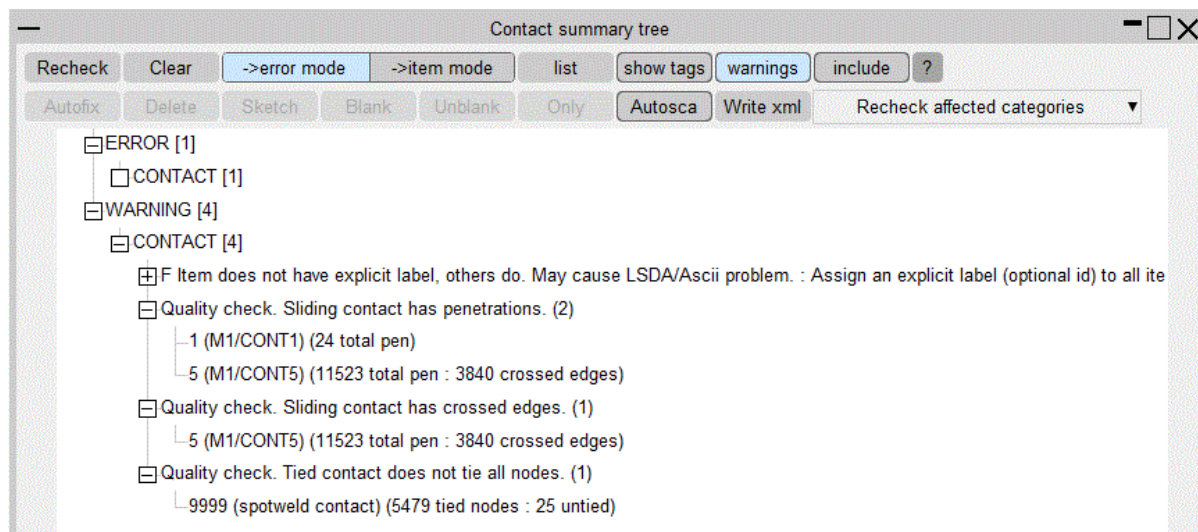 Contact summary tree
Recheck Clear ->error mode ->item mode list show tags warnings include ?
Autofix Delete Sketch Blank Unblank Only Autosca Write xml Recheck affected categories
ERROR [1]
CONTACT [1]
WARNING [4]
CONTACT [4]
F Item does not have explicit label, others do. May cause LSDA/Ascii problem. : Assign an explicit label (optional id) to all ite
Quality check. Sliding contact has penetrations. (2)
1 (M1/CONT1) (24 total pen)
5 (M1/CONT5) (11523 total pen : 3840 crossed edges)
Quality check. Sliding contact has crossed edges. (1)
5 (M1/CONT5) (11523 total pen : 3840 crossed edges)
Quality check. Tied contact does not tie all nodes. (1)
9999 (spotweld contact) (5479 tied nodes : 25 untied)